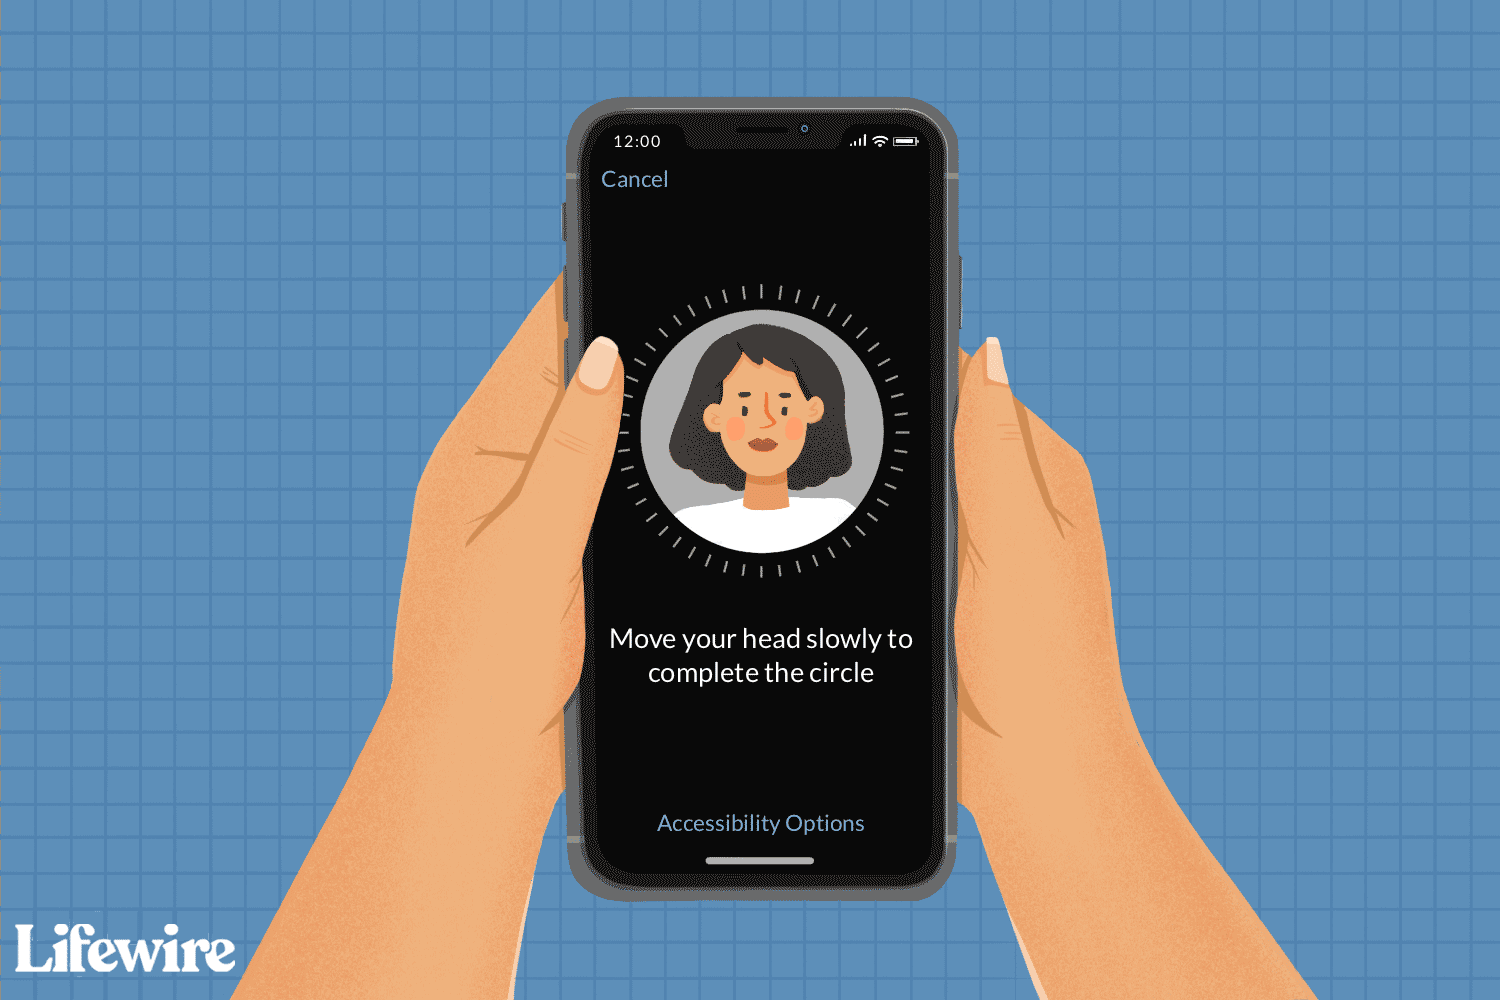 12:00
Cancel
Move your head slowly to
complete the circle
Accessibility Options
Lifewire